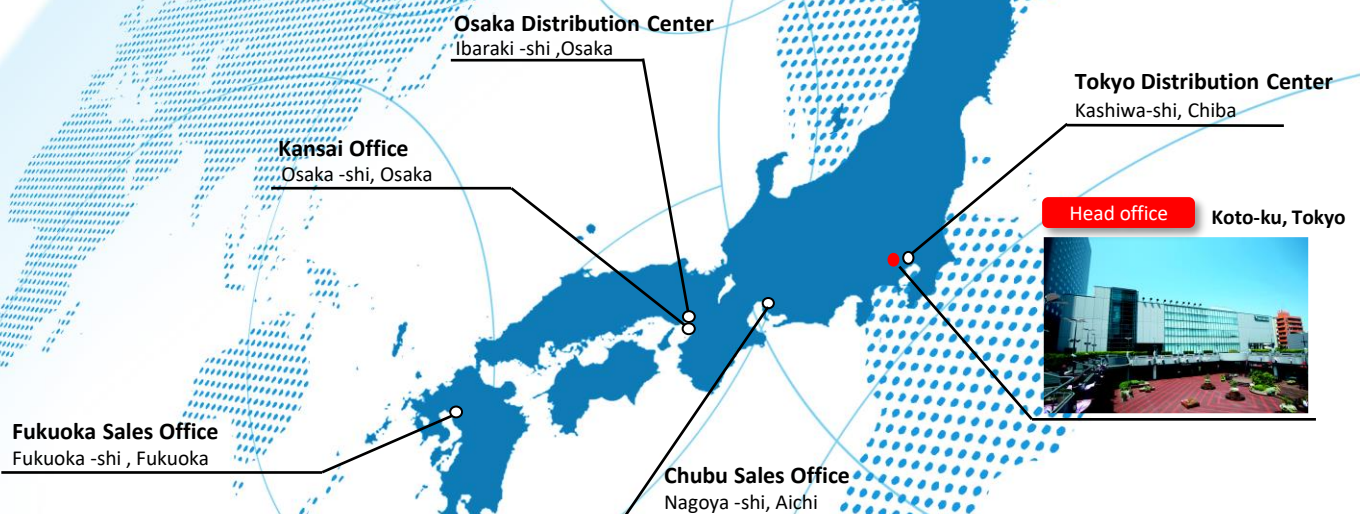 Osaka Distribution Center
Ibaraki -shi ,Osaka
Tokyo Distribution Center
Kashiwa-shi, Chiba
Kansai Office
Osaka -shi, Osaka
Head office
Koto-ku, Tokyo
Fukuoka Sales Office
Fukuoka -shi , Fukuoka
Chubu Sales Office
Nagoya -shi, Aichi